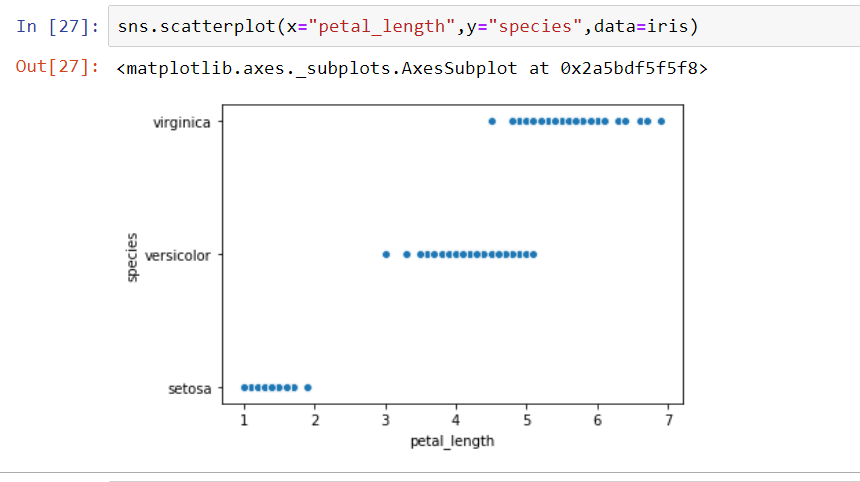 In [27]: sns.scatterplot(x="petal_length",y="species",data=iris)
Out[27]: <matplotlib.axes._subplots.AxesSubplot at 0x2a5bdf5f5f8>
virginica
species
versicolor
setosa
1 2 3 4 5 6 7
petal_length